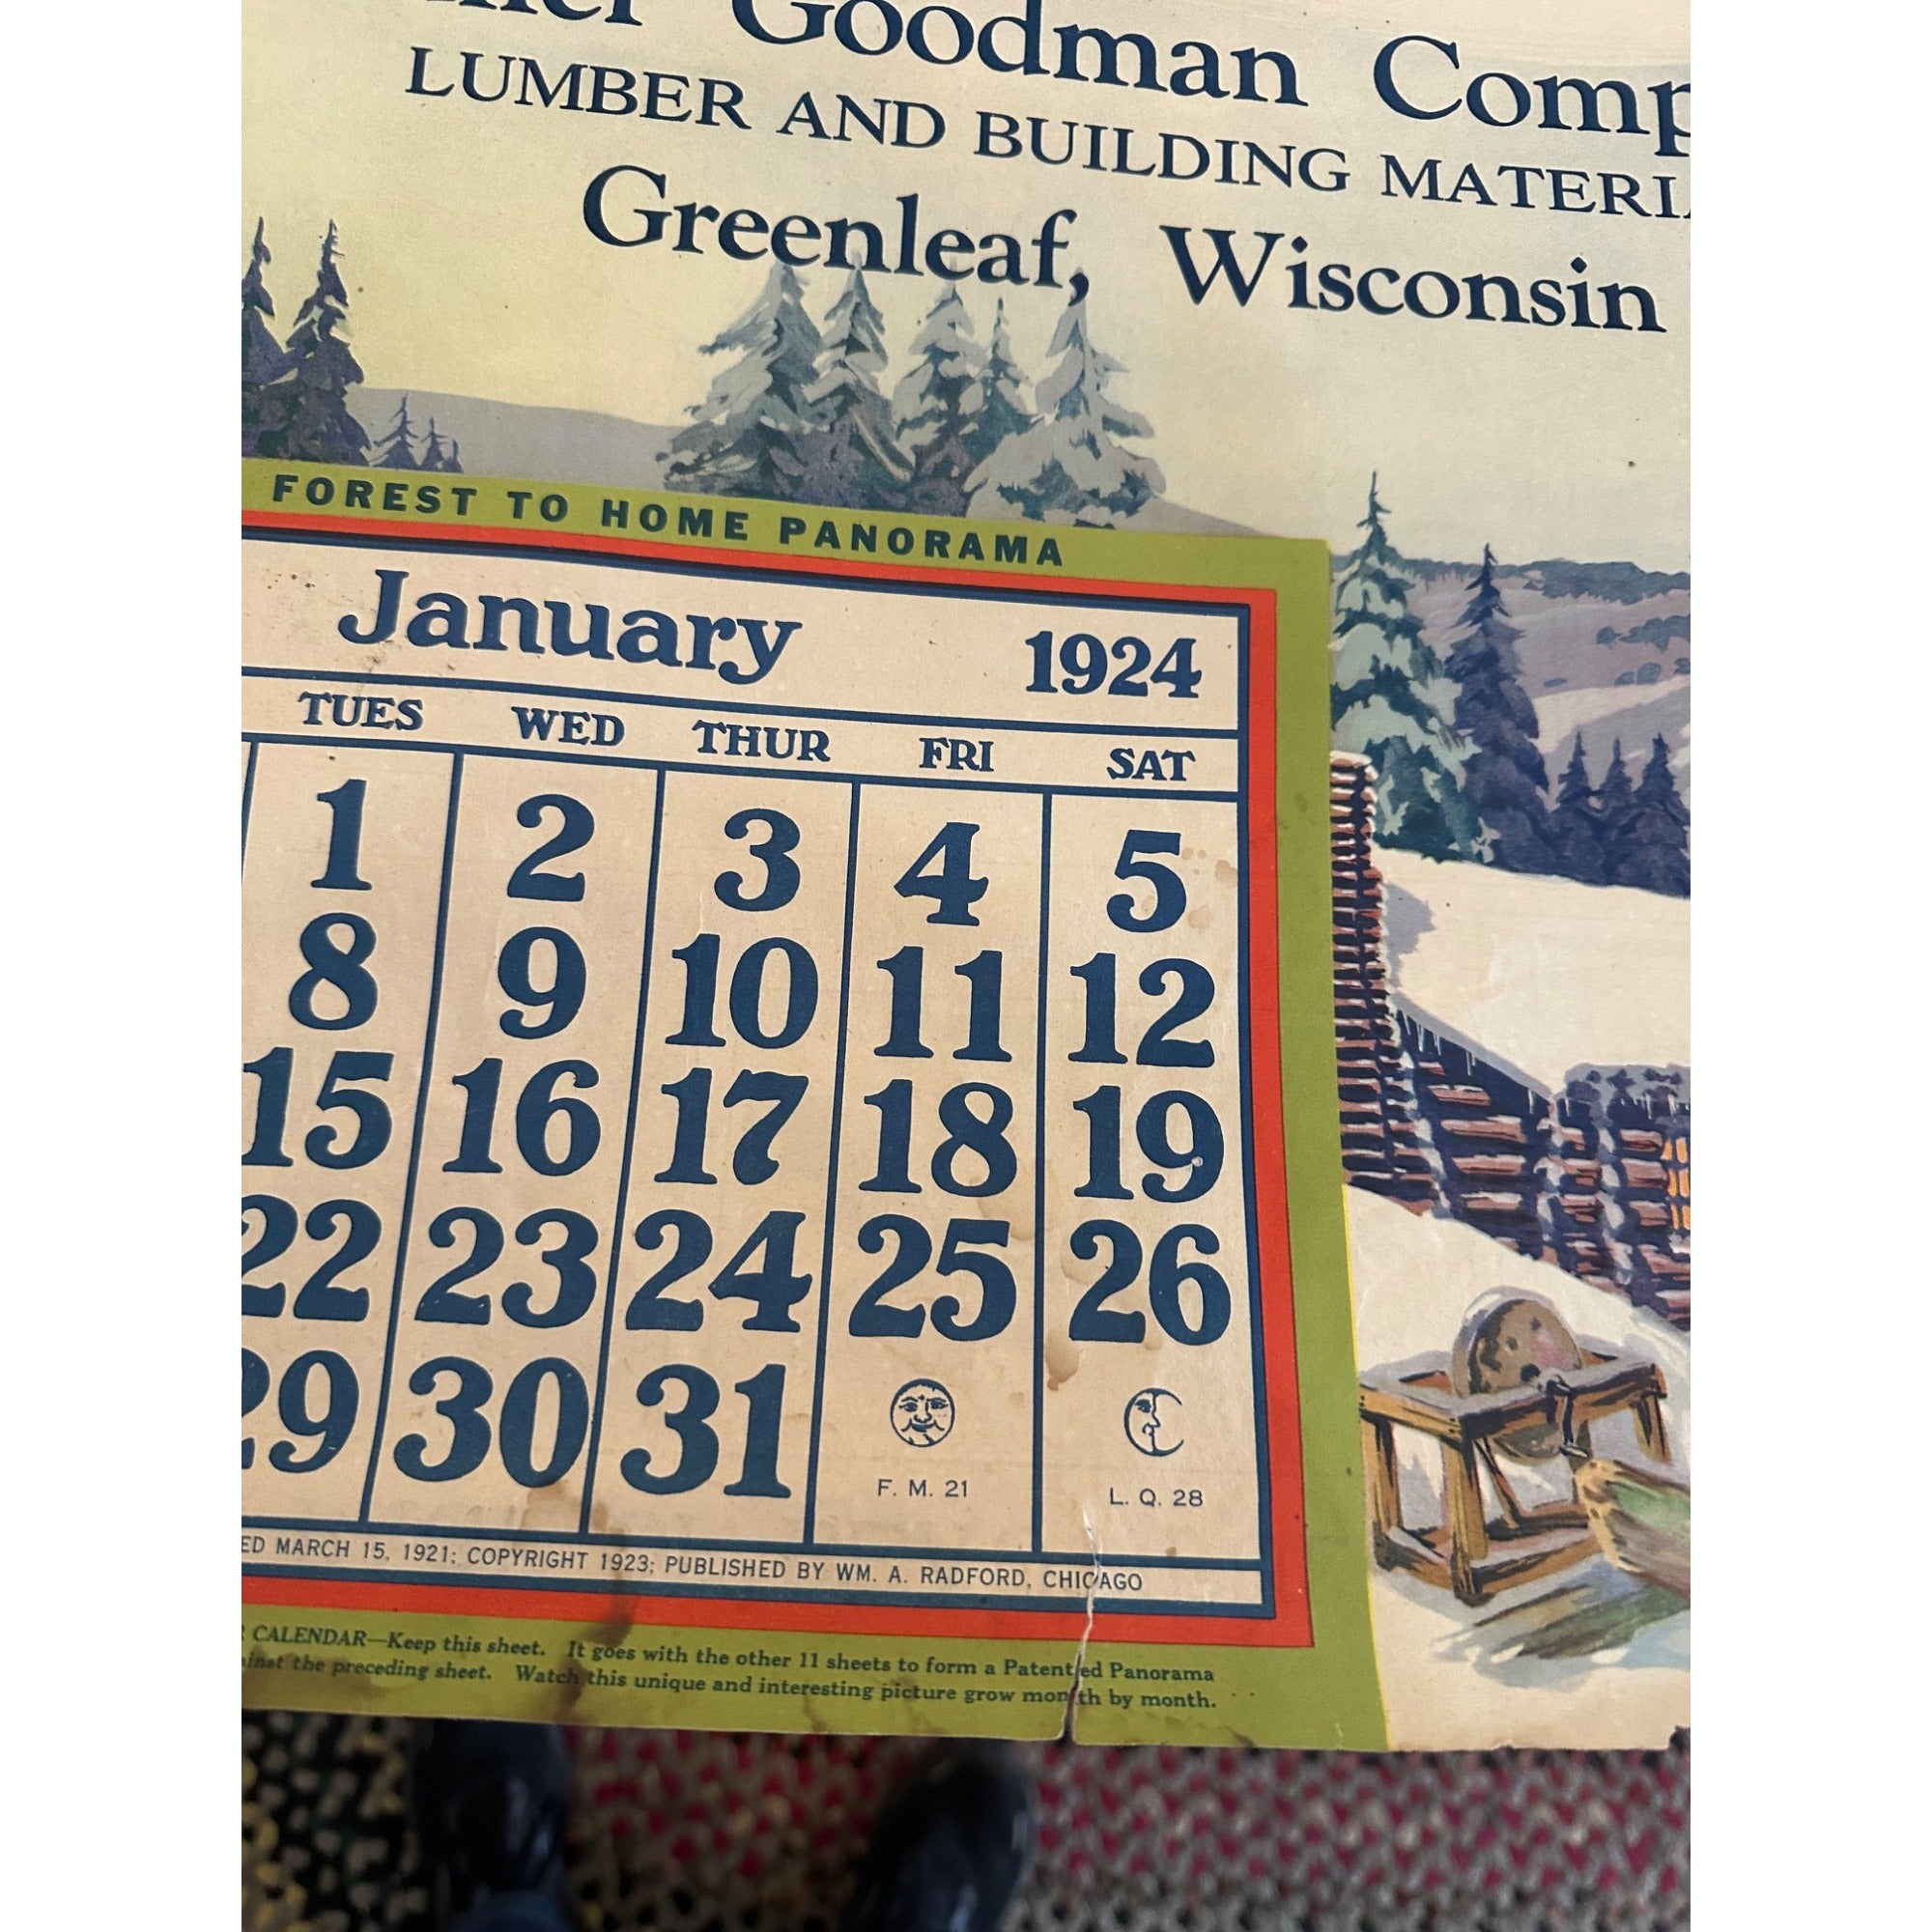 Goodman Comp
LUMBER AND BUILDING MATERI
Greenleaf, Wisconsin
FOREST TO HOME PANORAMA
January 1924
TUES WED THUR FRI SAT
1 2 3 4 5
8 9 10 11 12
15 16 17 18 19
22 23 24 25 26
29 30 31
F. M. 21 L. Q. 28
ED MARCH 15, 1921; COPYRIGHT 1923; PUBLISHED BY WM. A. RADFORD, CHICAGO
CALENDAR—Keep this sheet. It goes with the other 11 sheets to form a Patented Panorama
inst the preceding sheet. Watch this unique and interesting picture grow month by month.